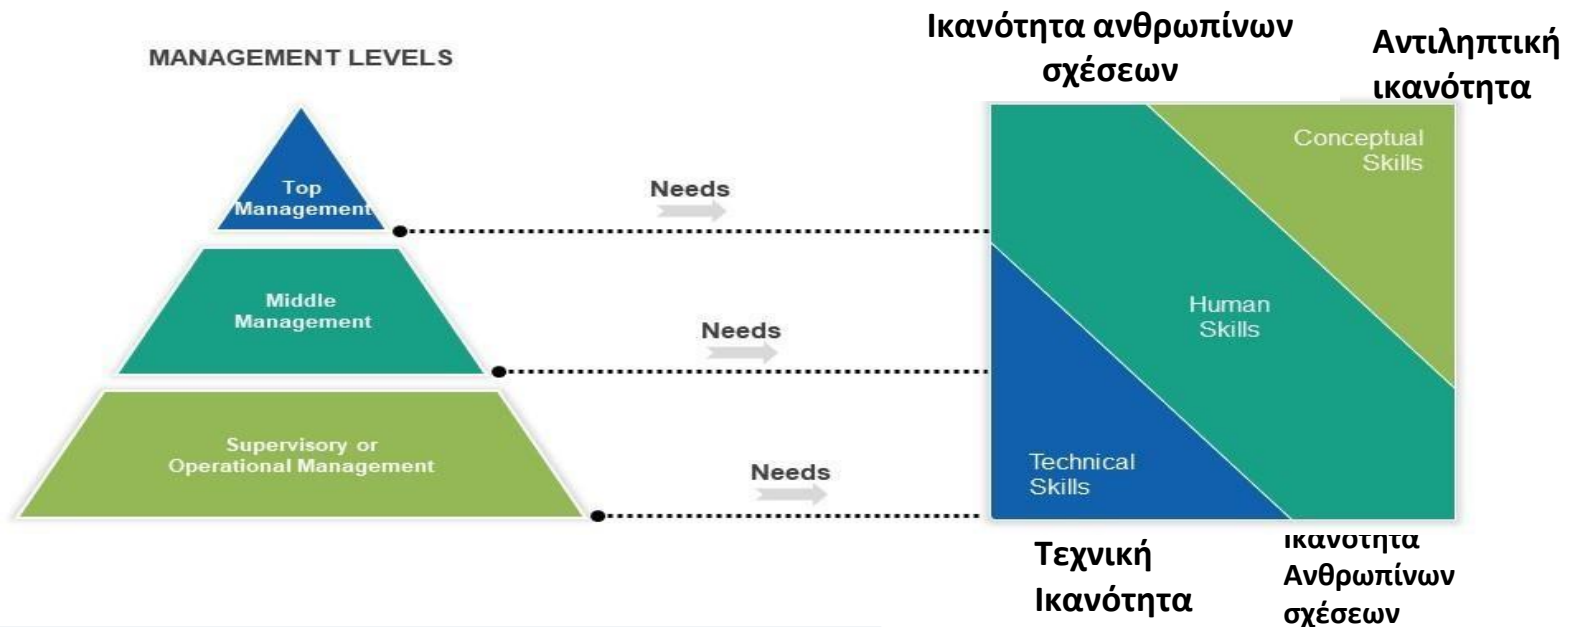 Ικανότητα ανθρωπίνων
σχέσεων
Αντιληπτική
ικανότητα
MANAGEMENT LEVELS
Top
Management
Needs
Conceptual
Skills
Middle
Management
Needs
Human
Skills
Supervisory or
Operational Management
Needs
Technical
Skills
Τεχνική
Ικανότητα
Ικανότητα
Ανθρωπίνων
σχέσεων